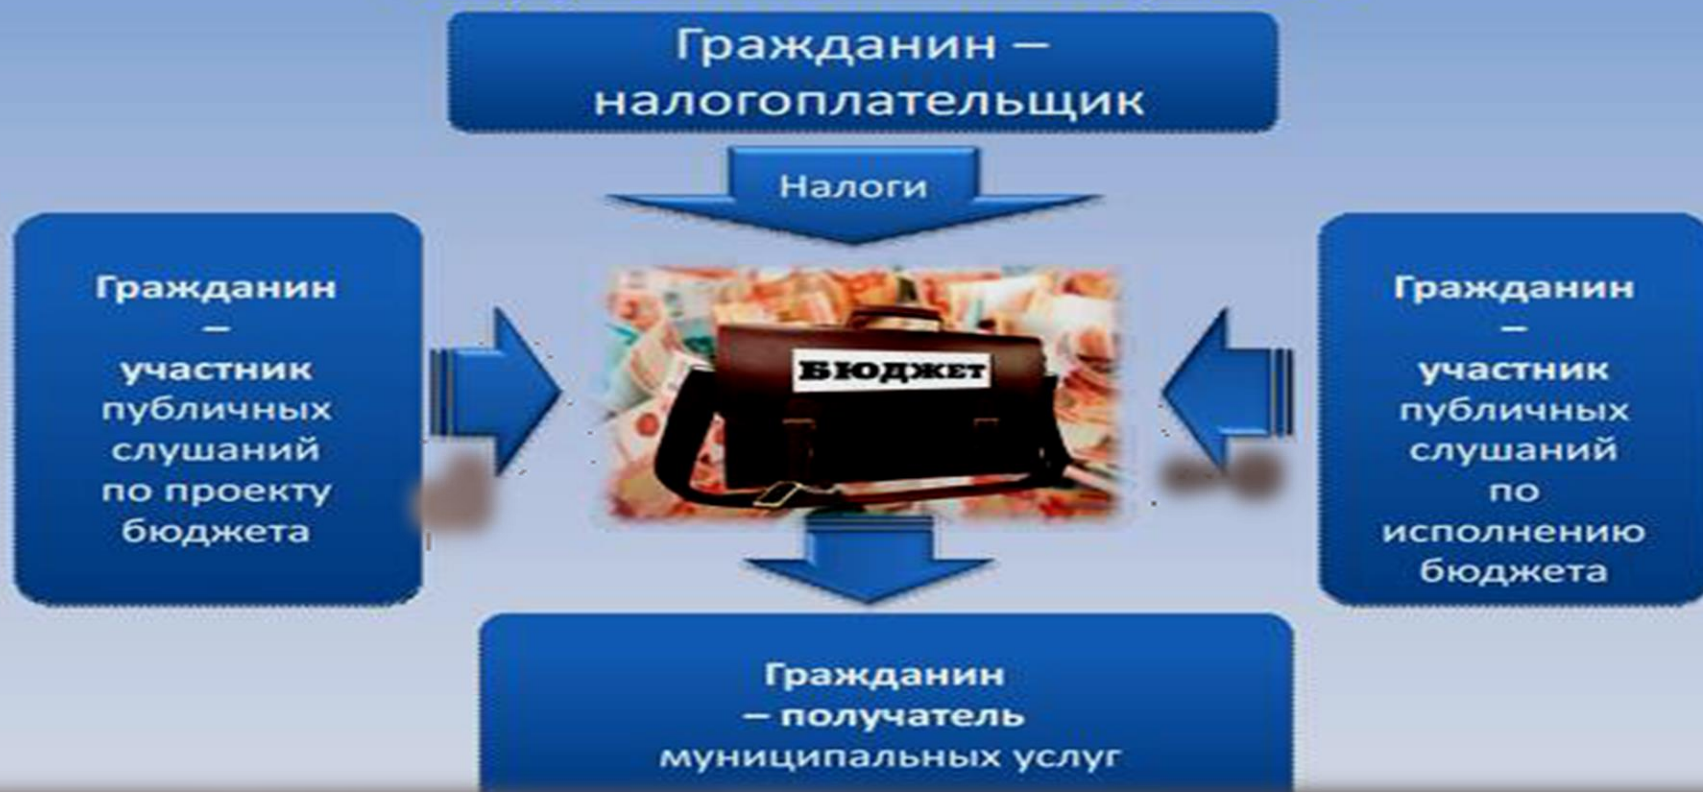 Гражданин –
налогоплательщик
Налоги
Гражданин
–
участник
публичных
слушаний
по проекту
бюджета
БЮДЖЕТ
Гражданин
–
участник
публичных
слушаний
по
исполнению
бюджета
Гражданин
– получатель
муниципальных услуг